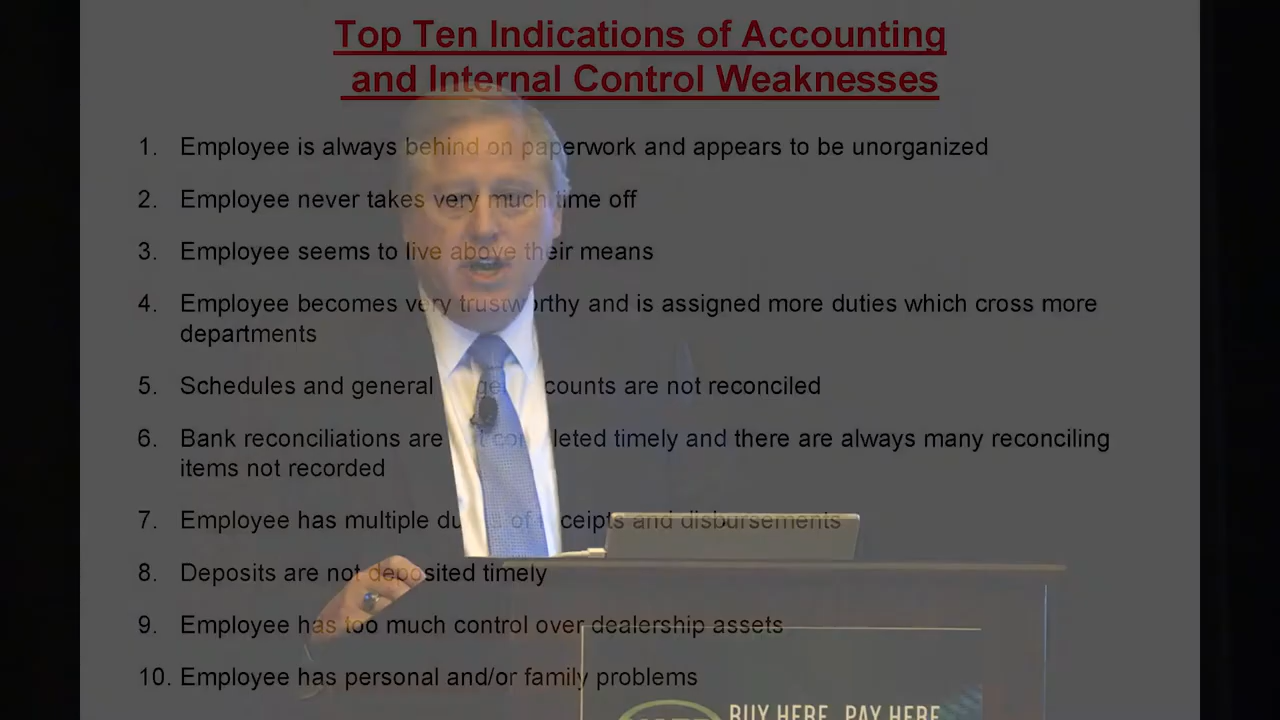 Top Ten Indications of Accounting
and Internal Control Weaknesses
1. Employee is always behind on paperwork and appears to be unorganized
2. Employee never takes very much time off
3. Employee seems to live above their means
4. Employee becomes very trustworthy and is assigned more duties which cross more
departments
5. Schedules and general ledger accounts are not reconciled
6. Bank reconciliations are not completed timely and there are always many reconciling
items not recorded
7. Employee has multiple duties of receipts and disbursements
8. Deposits are not deposited timely
9. Employee has too much control over dealership assets
10. Employee has personal and/or family problems
BUY HERE, PAY HERE